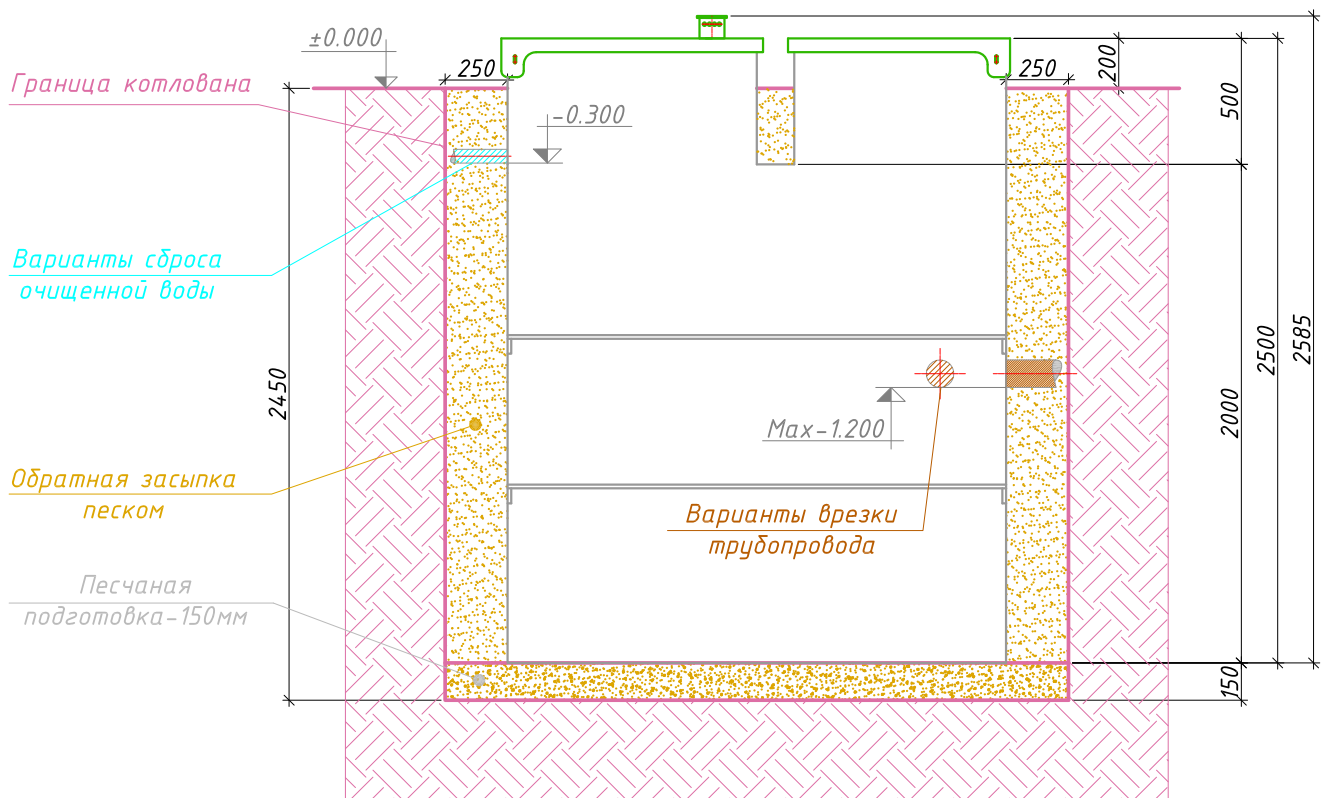 ±0.000
Граница котлована
250
250
200
500
-0.300
Варианты сброса
очищенной воды
2450
2500
2585
2000
Max-1.200
Обратная засыпка
песком
Варианты врезки
трубопровода
Песчаная
подготовка-150мм
150